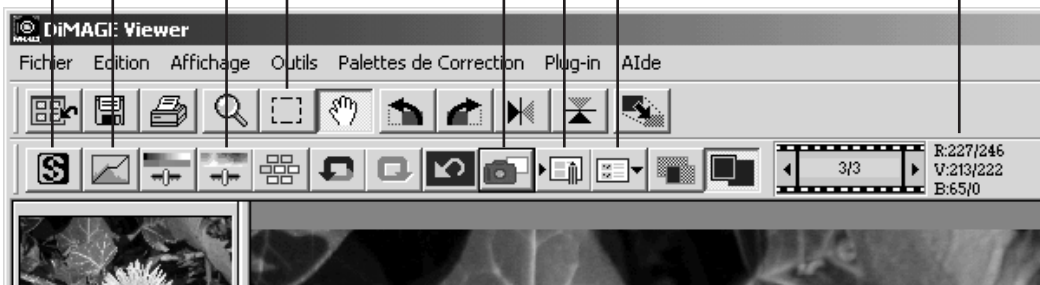 DiMAGE Viewer
Fichier Edition Affichage Outils Palettes de Correction Plug-in AIde
S
3/3
R:227/246
V:213/222
B:65/0